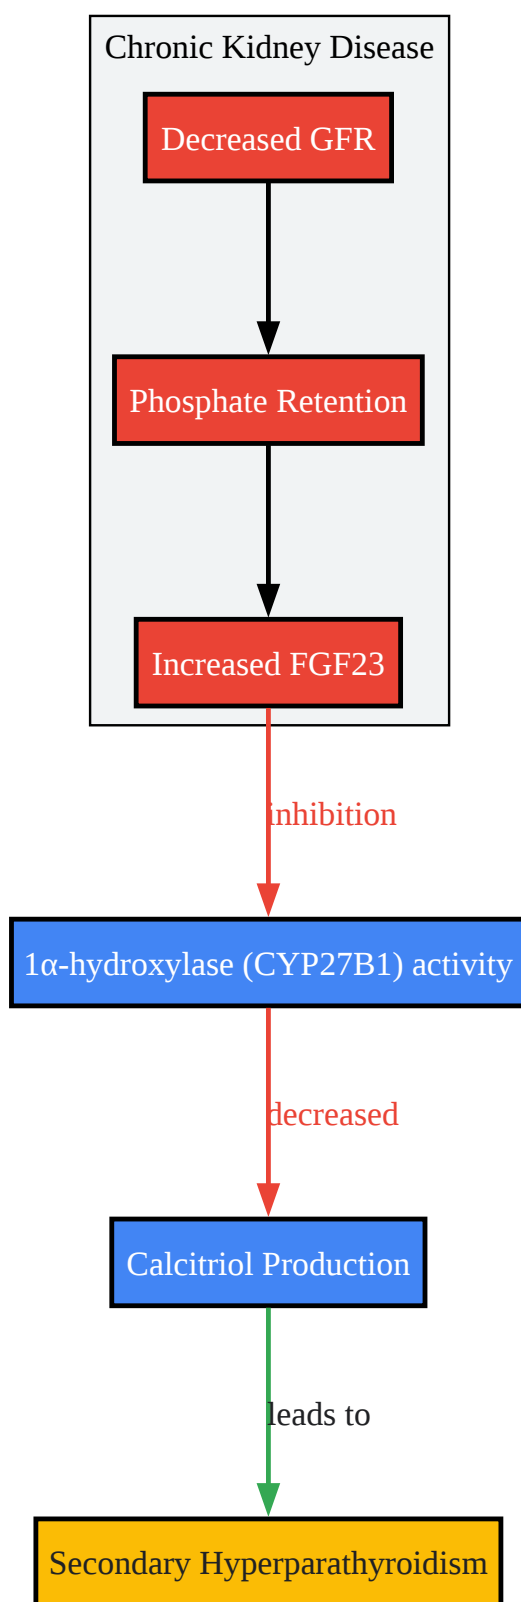 Chronic Kidney Disease
Decreased GFR
Phosphate Retention
Increased FGF23
inhibition
1α-hydroxylase (CYP27B1) activity
decreased
Calcitriol Production
leads to
Secondary Hyperparathyroidism